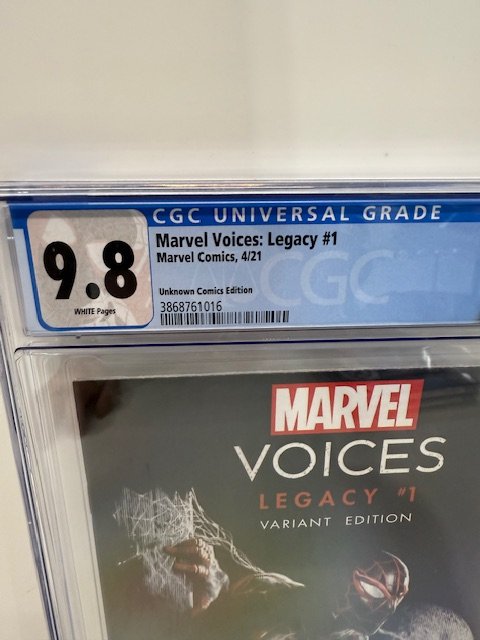 CGC UNIVERSAL GRADE
9.8
WHITE Pages
Marvel Voices: Legacy #1
Marvel Comics, 4/21
Unknown Comics Edition
3868761016
CGC
MARVEL
VOICES
LEGACY #1
VARIANT EDITION